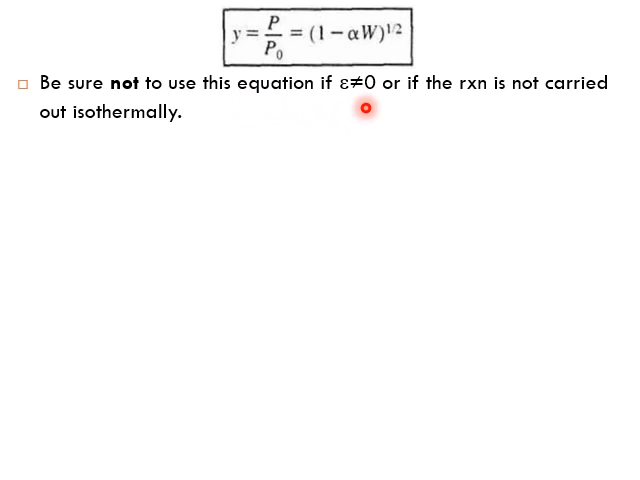 y = P/P₀ = (1 − αW)^1/2
Be sure not to use this equation if ε≠0 or if the rxn is not carried
out isothermally.